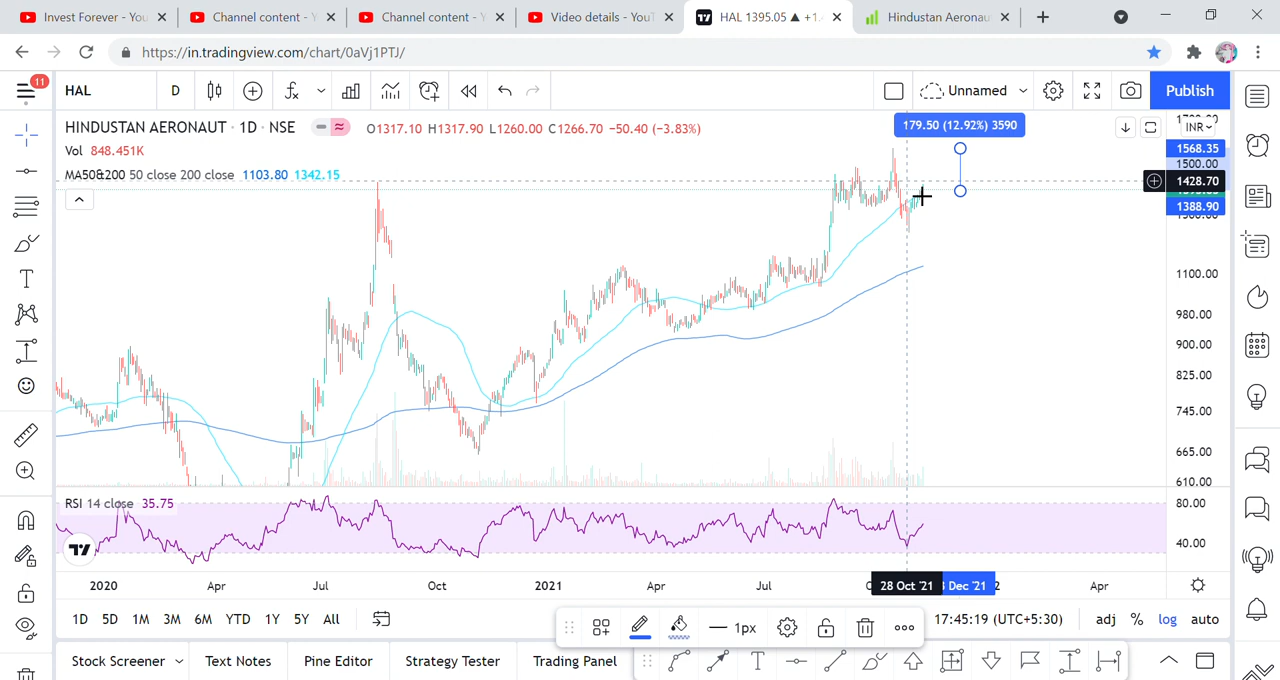 Invest Forever - You
Channel content - Y
Channel content - Y
Video details - YouT
HAL 1395.05 ▲ +1.
Hindustan Aeronau
https://in.tradingview.com/chart/0aVj1PTJ/
11
HAL
D
Unnamed
Publish
HINDUSTAN AERONAUT · 1D · NSE
O1317.10 H1317.90 L1260.00 C1266.70 −50.40 (−3.83%)
179.50 (12.92%) 3590
INR
Vol 848.451K
1568.35
1500.00
MA50&200 50 close 200 close 1103.80 1342.15
1428.70
1388.90
1100.00
980.00
900.00
825.00
745.00
665.00
610.00
RSI 14 close 35.75
80.00
40.00
2020
Apr
Jul
Oct
2021
Apr
Jul
28 Oct '21
Dec '21
Apr
1D
5D
1M
3M
6M
YTD
1Y
5Y
All
1px
17:45:19 (UTC+5:30)
adj
%
log
auto
Stock Screener
Text Notes
Pine Editor
Strategy Tester
Trading Panel